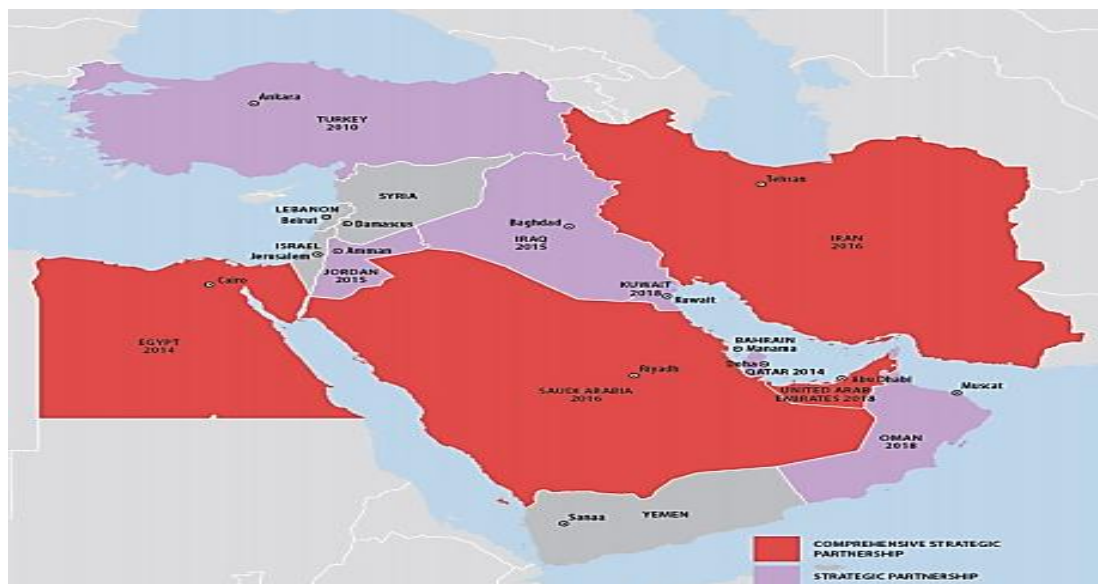 Ankara
TURKEY
2010
SYRIA
LEBANON
Beirut
Damascus
ISRAEL
Jerusalem
Amman
JORDAN
2015
Baghdad
IRAQ
2015
Tehran
IRAN
2016
KUWAIT
2018
Kuwait
Cairo
EGYPT
2014
BAHRAIN
Manama
Doha
QATAR 2014
Riyadh
SAUDI ARABIA
2016
Abu Dhabi
UNITED ARAB
EMIRATES 2018
Muscat
OMAN
2018
Sanaa
YEMEN
COMPREHENSIVE STRATEGIC
PARTNERSHIP
STRATEGIC PARTNERSHIP